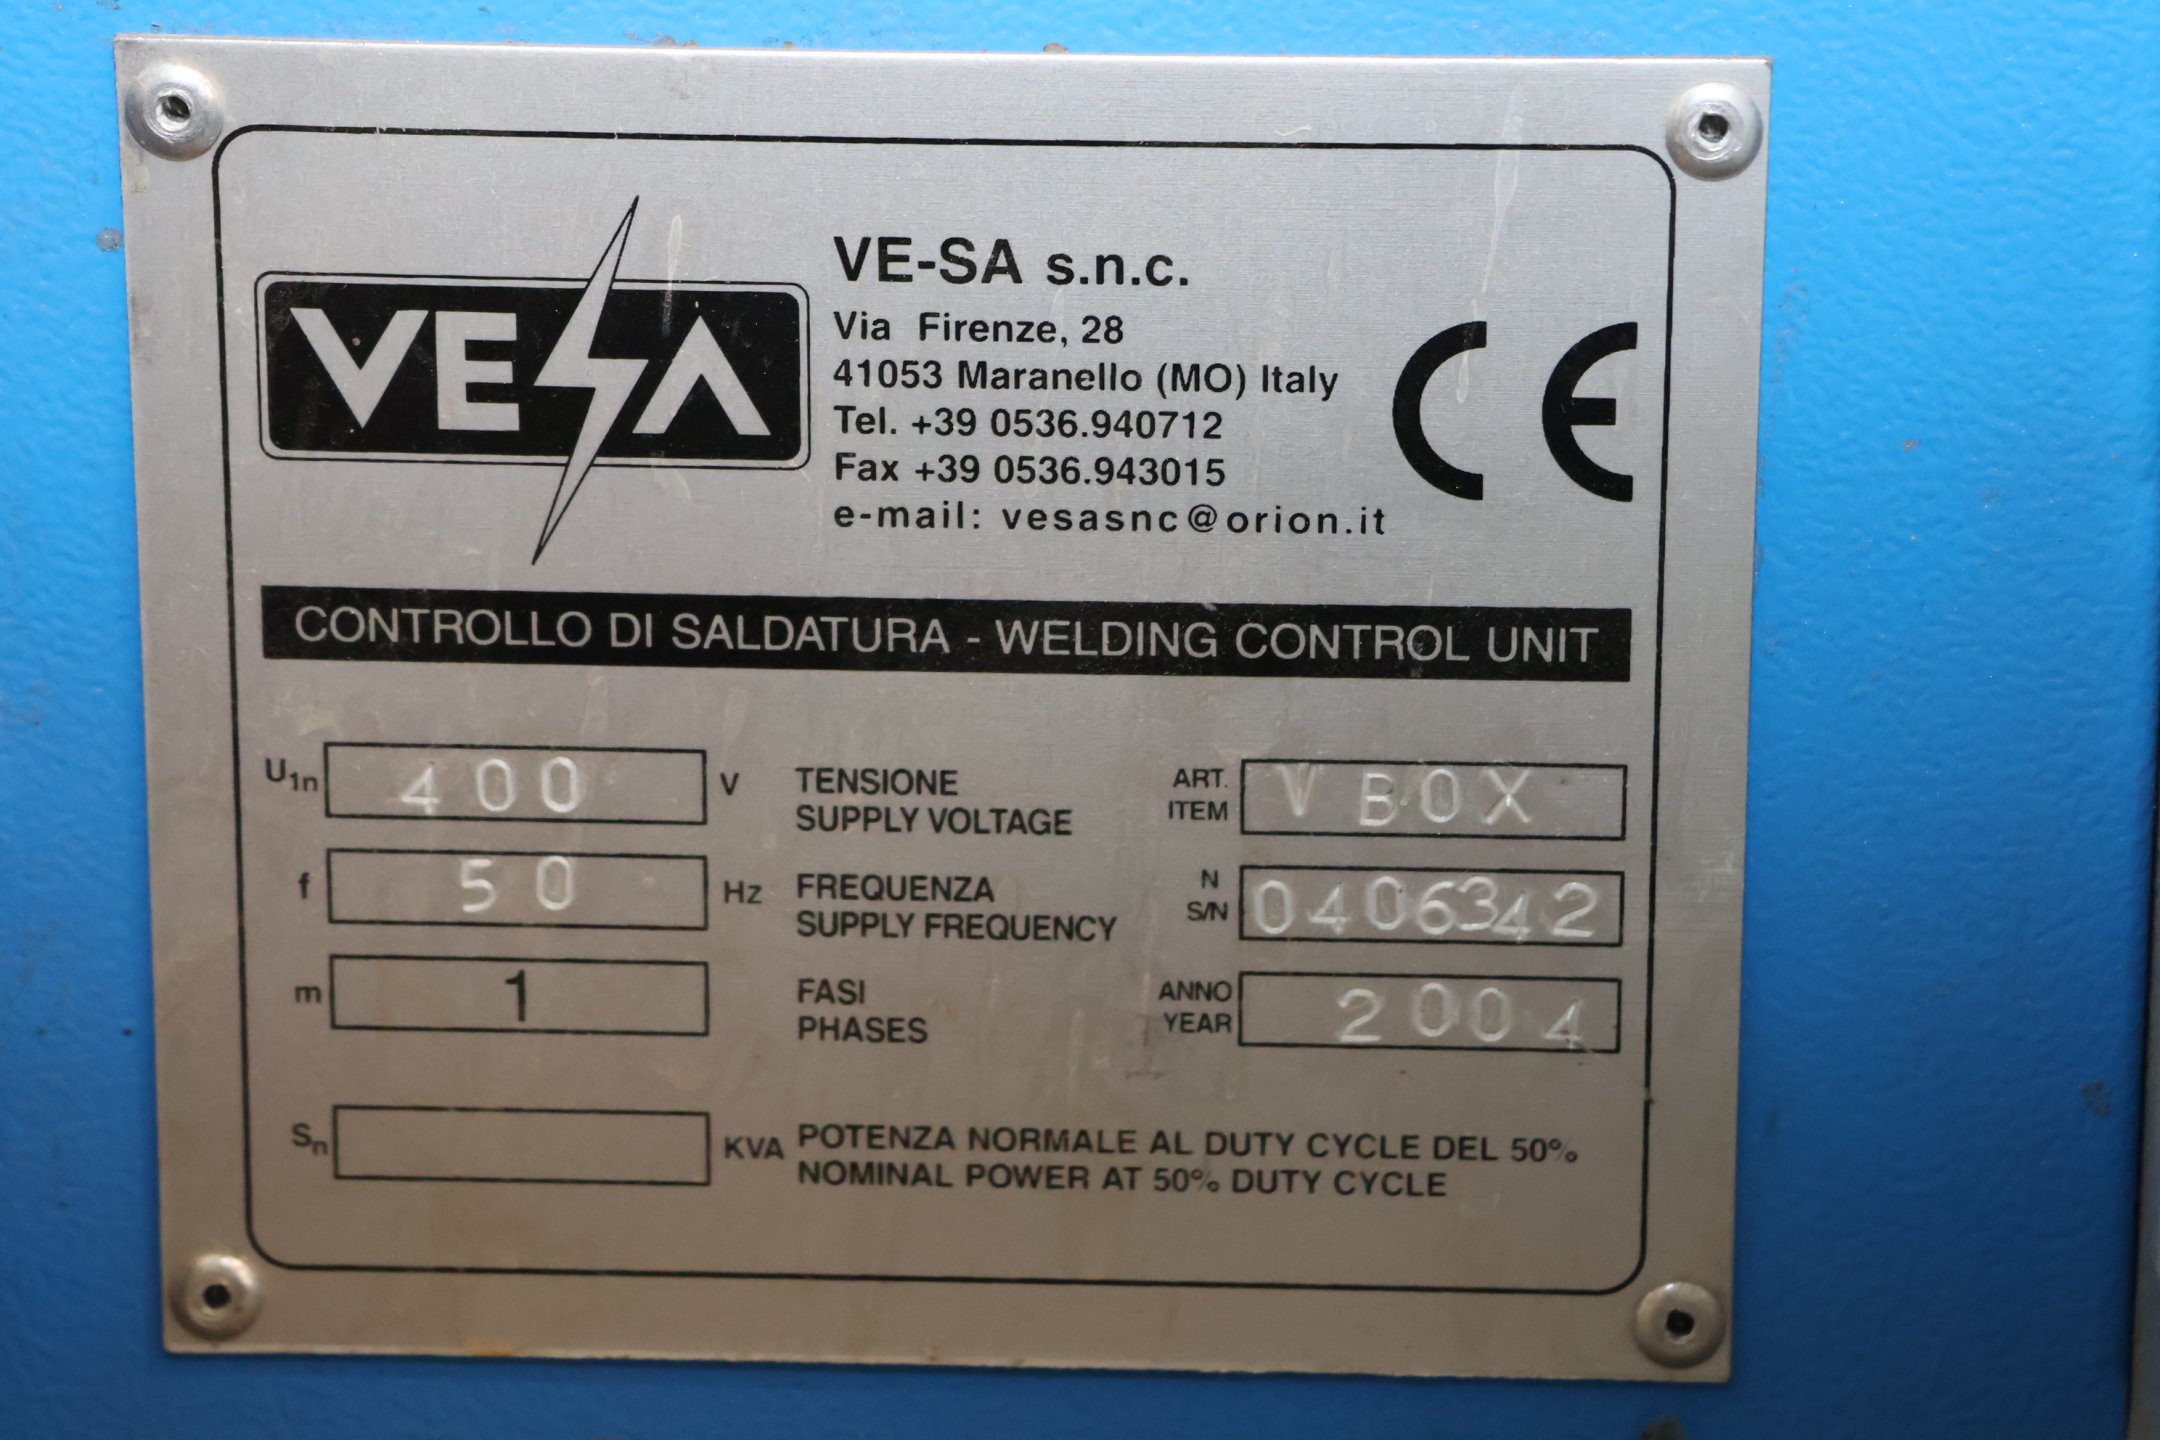 VESA
VE-SA s.n.c.
Via Firenze, 28
41053 Maranello (MO) Italy
Tel. +39 0536.940712
Fax +39 0536.943015
e-mail: vesasnc@orion.it
CE
CONTROLLO DI SALDATURA - WELDING CONTROL UNIT
U1n 400 V TENSIONE SUPPLY VOLTAGE
ART. ITEM V BOX
f 50 Hz FREQUENZA SUPPLY FREQUENCY
N S/N 0406342
m 1 FASI PHASES
ANNO YEAR 2004
Sn KVA POTENZA NORMALE AL DUTY CYCLE DEL 50%
NOMINAL POWER AT 50% DUTY CYCLE